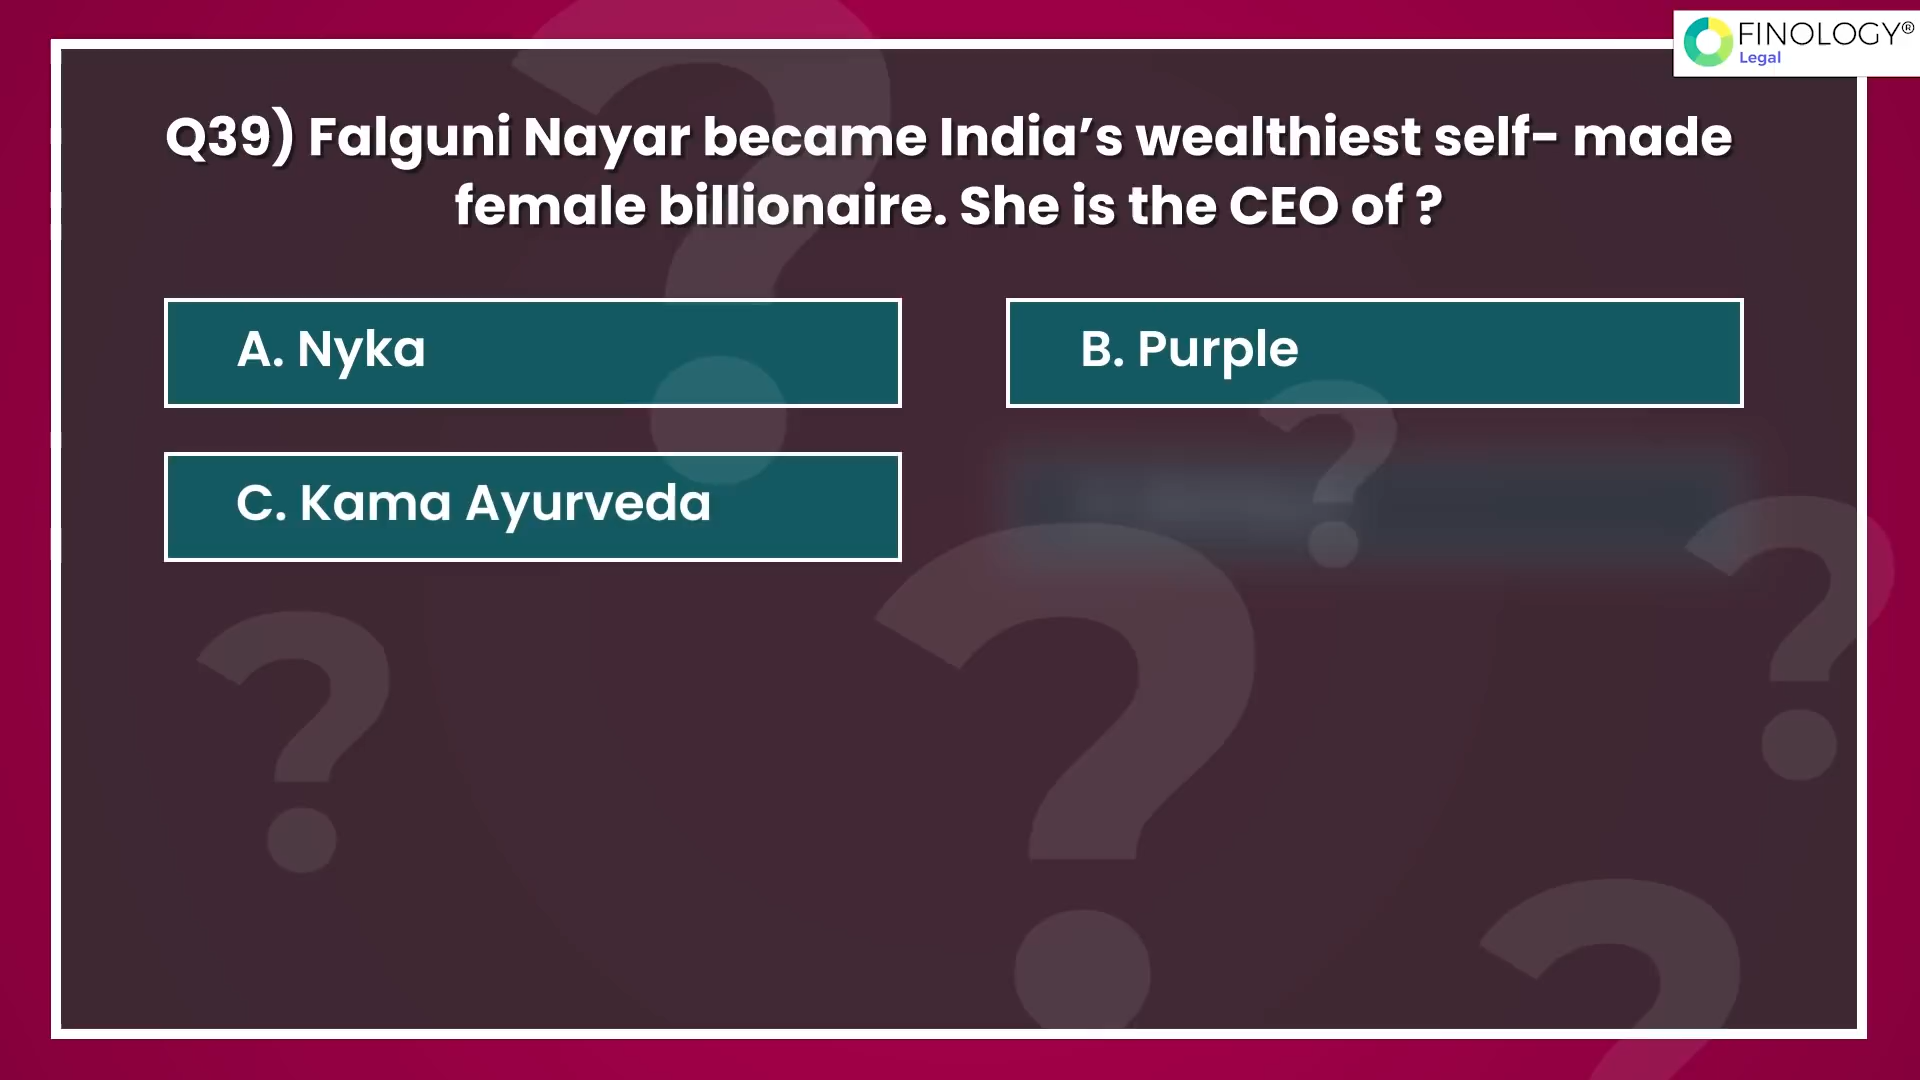 FINOLOGY®
Legal
Q39) Falguni Nayar became India’s wealthiest self- made
female billionaire. She is the CEO of ?
A. Nyka
B. Purple
C. Kama Ayurveda